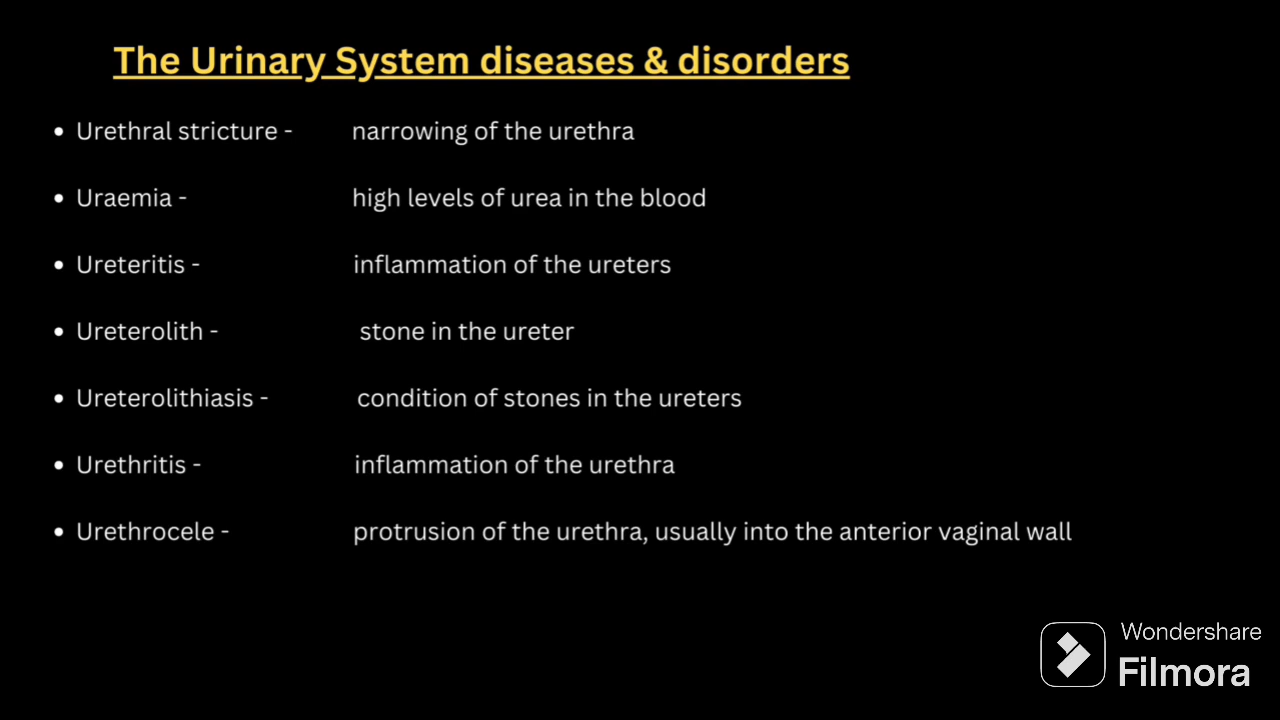 The Urinary System diseases & disorders
• Urethral stricture - narrowing of the urethra
• Uraemia - high levels of urea in the blood
• Ureteritis - inflammation of the ureters
• Ureterolith - stone in the ureter
• Ureterolithiasis - condition of stones in the ureters
• Urethritis - inflammation of the urethra
• Urethrocele - protrusion of the urethra, usually into the anterior vaginal wall
Wondershare
Filmora